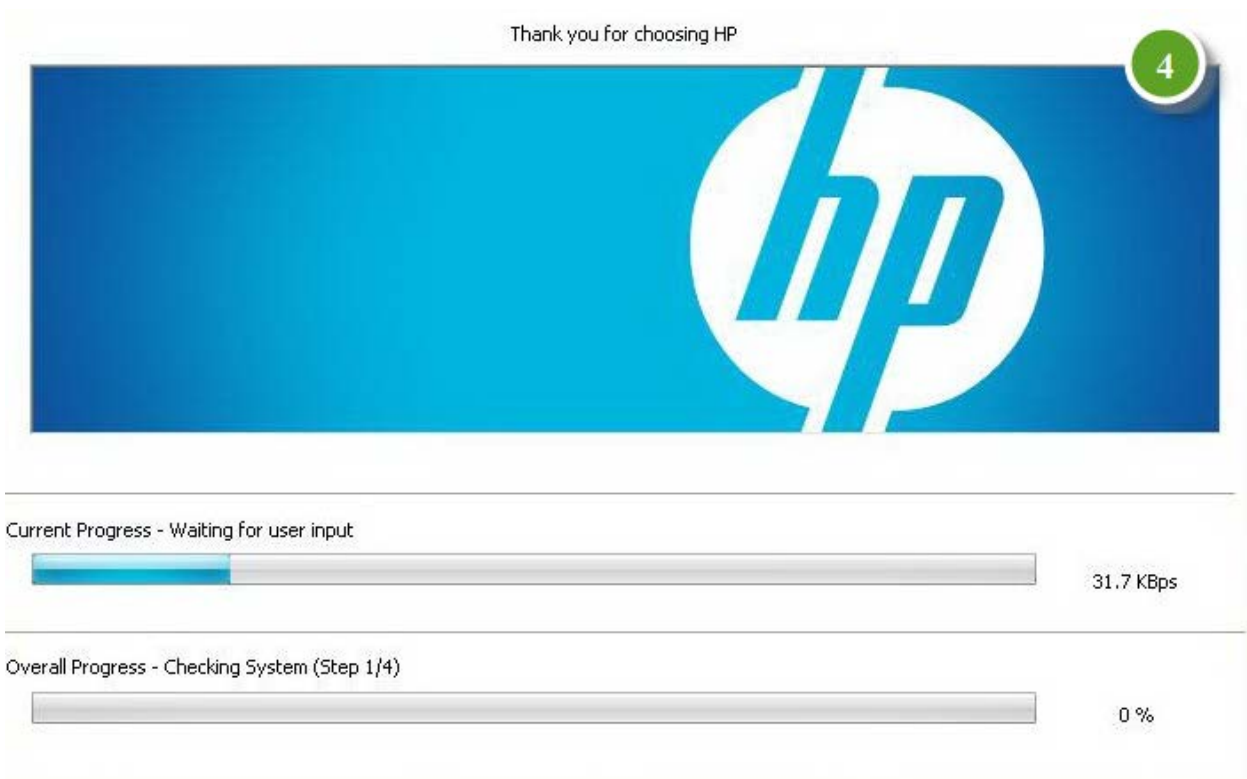 Thank you for choosing HP
4
hp
Current Progress - Waiting for user input
31.7 KBps
Overall Progress - Checking System (Step 1/4)
0 %